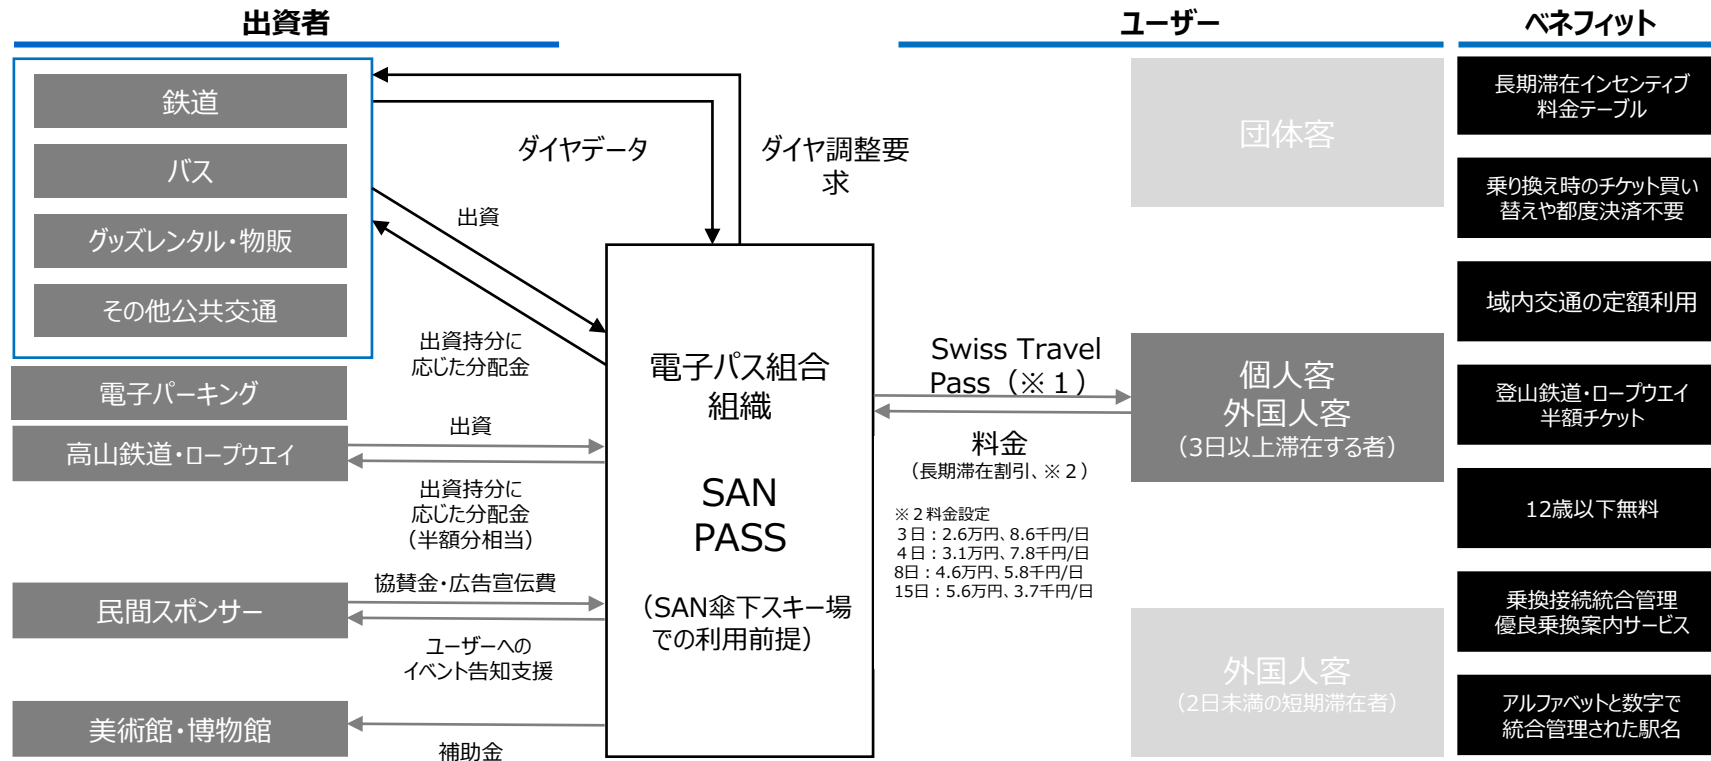 出資者
ユーザー
ベネフィット
鉄道
バス
グッズレンタル・物販
その他公共交通
電子パーキング
高山鉄道・ロープウエイ
民間スポンサー
美術館・博物館
ダイヤデータ
ダイヤ調整要
求
出資
出資持分に
応じた分配金
出資
出資持分に
応じた分配金
（半額分相当）
協賛金・広告宣伝費
ユーザーへの
イベント告知支援
補助金
電子パス組合
組織
SAN
PASS
（SAN傘下スキー場
での利用前提）
Swiss Travel
Pass（※１）
料金
（長期滞在割引、※２）
※２料金設定
３日：2.6万円、8.6千円/日
４日：3.1万円、7.8千円/日
8日：4.6万円、5.8千円/日
15日：5.6万円、3.7千円/日
団体客
個人客
外国人客
（3日以上滞在する者）
外国人客
（2日未満の短期滞在者）
長期滞在インセンティブ
料金テーブル
乗り換え時のチケット買い
替えや都度決済不要
域内交通の定額利用
登山鉄道・ロープウエイ
半額チケット
12歳以下無料
乗換接続統合管理
優良乗換案内サービス
アルファベットと数字で
統合管理された駅名